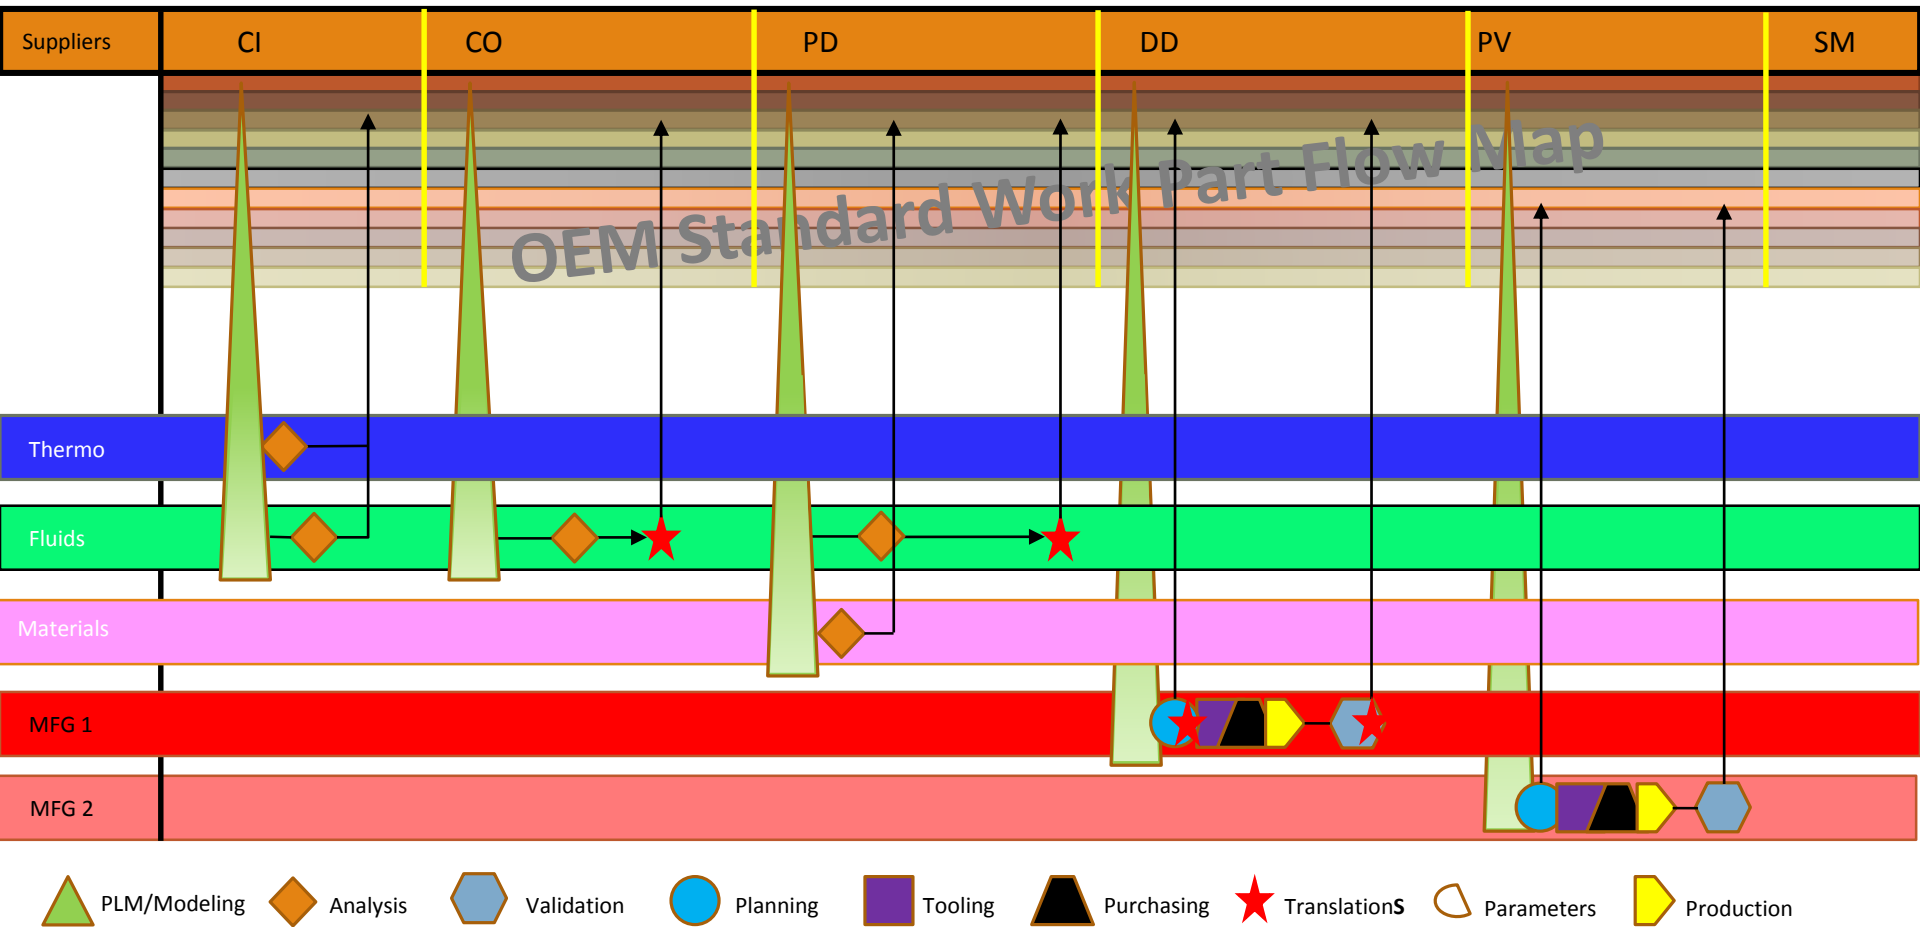 Suppliers CI CO PD DD PV SM
OEM Standard Work Part Flow Map
Thermo
Fluids
Materials
MFG 1
MFG 2
PLM/Modeling Analysis Validation Planning Tooling Purchasing TranslationS Parameters Production